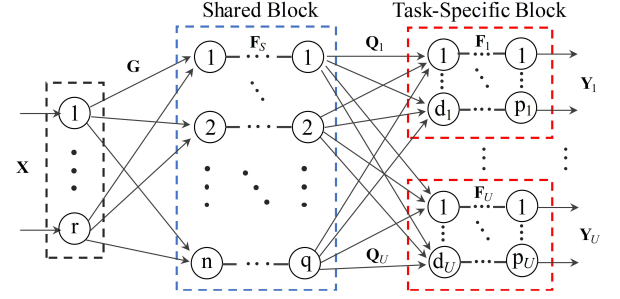 Shared Block
Task-Specific Block
G
F_S
Q_1
F_1
1
1
1
1
Y_1
1
d_1
p_1
2
2
X
F_U
1
1
r
Y_U
n
q
Q_U
d_U
p_U